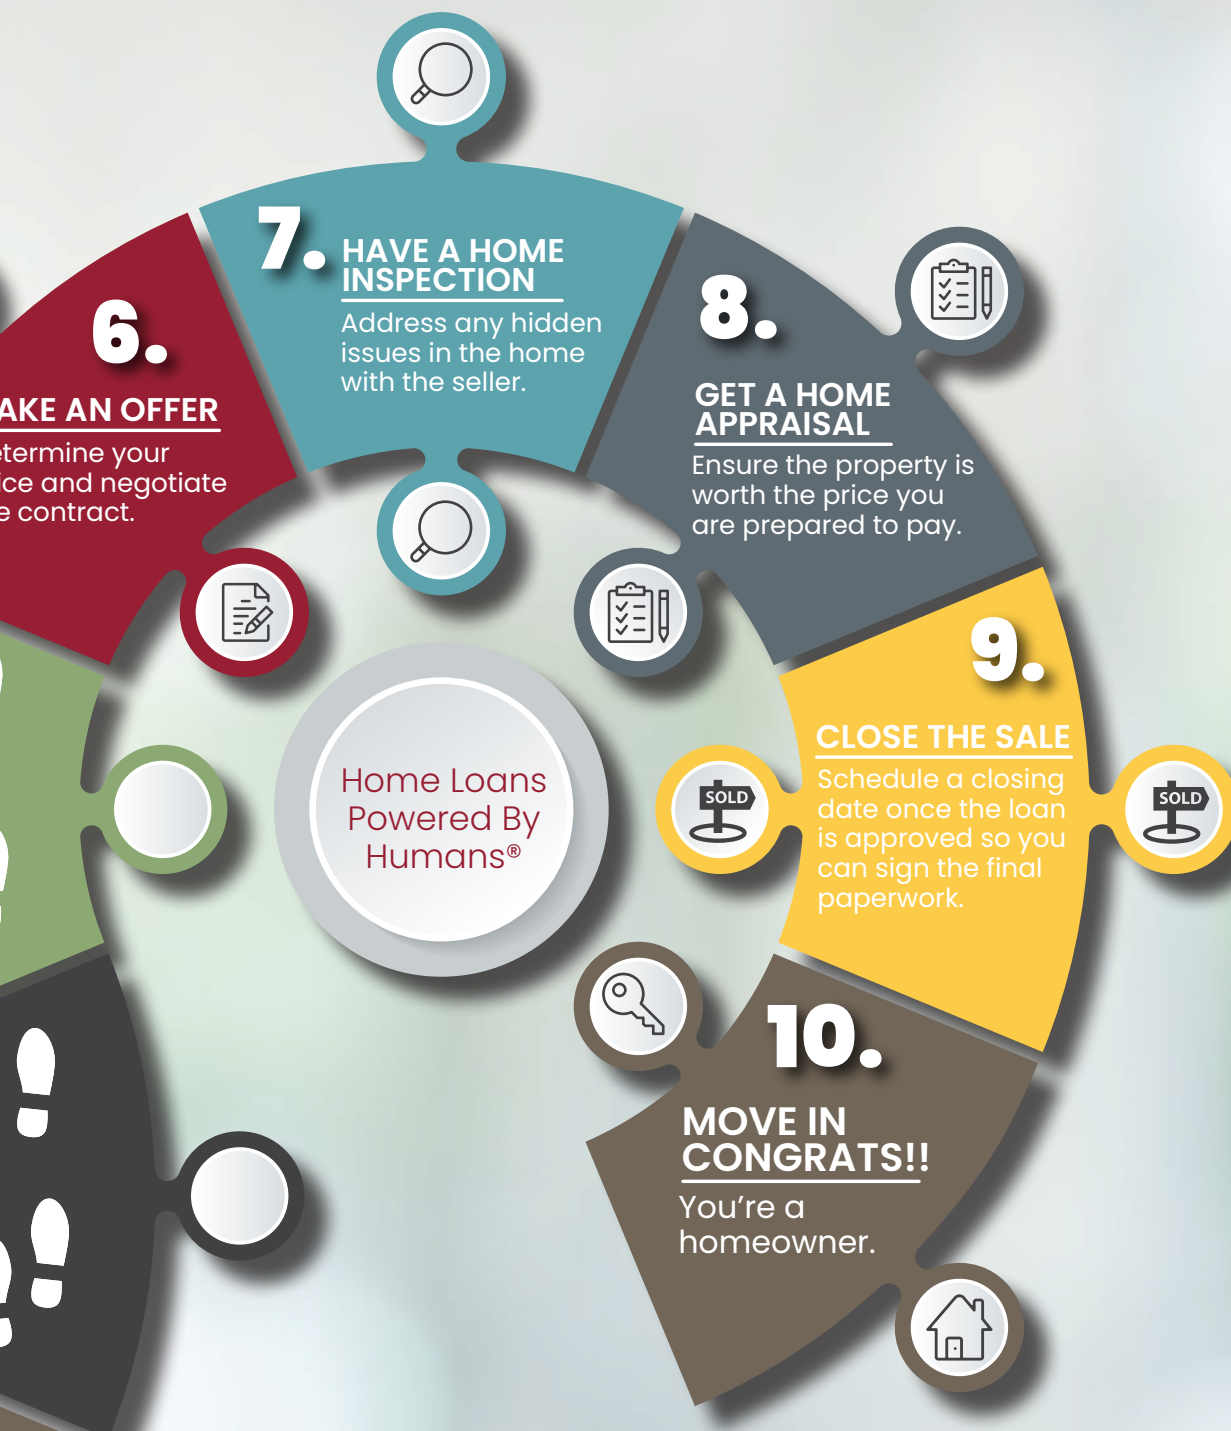 6.
AKE AN OFFER
etermine your
ice and negotiate
e contract.
7.
HAVE A HOME
INSPECTION
Address any hidden
issues in the home
with the seller.
8.
GET A HOME
APPRAISAL
Ensure the property is
worth the price you
are prepared to pay.
9.
CLOSE THE SALE
Schedule a closing
date once the loan
is approved so you
can sign the final
paperwork.
SOLD
SOLD
10.
MOVE IN
CONGRATS!!
You’re a
homeowner.
Home Loans
Powered By
Humans®